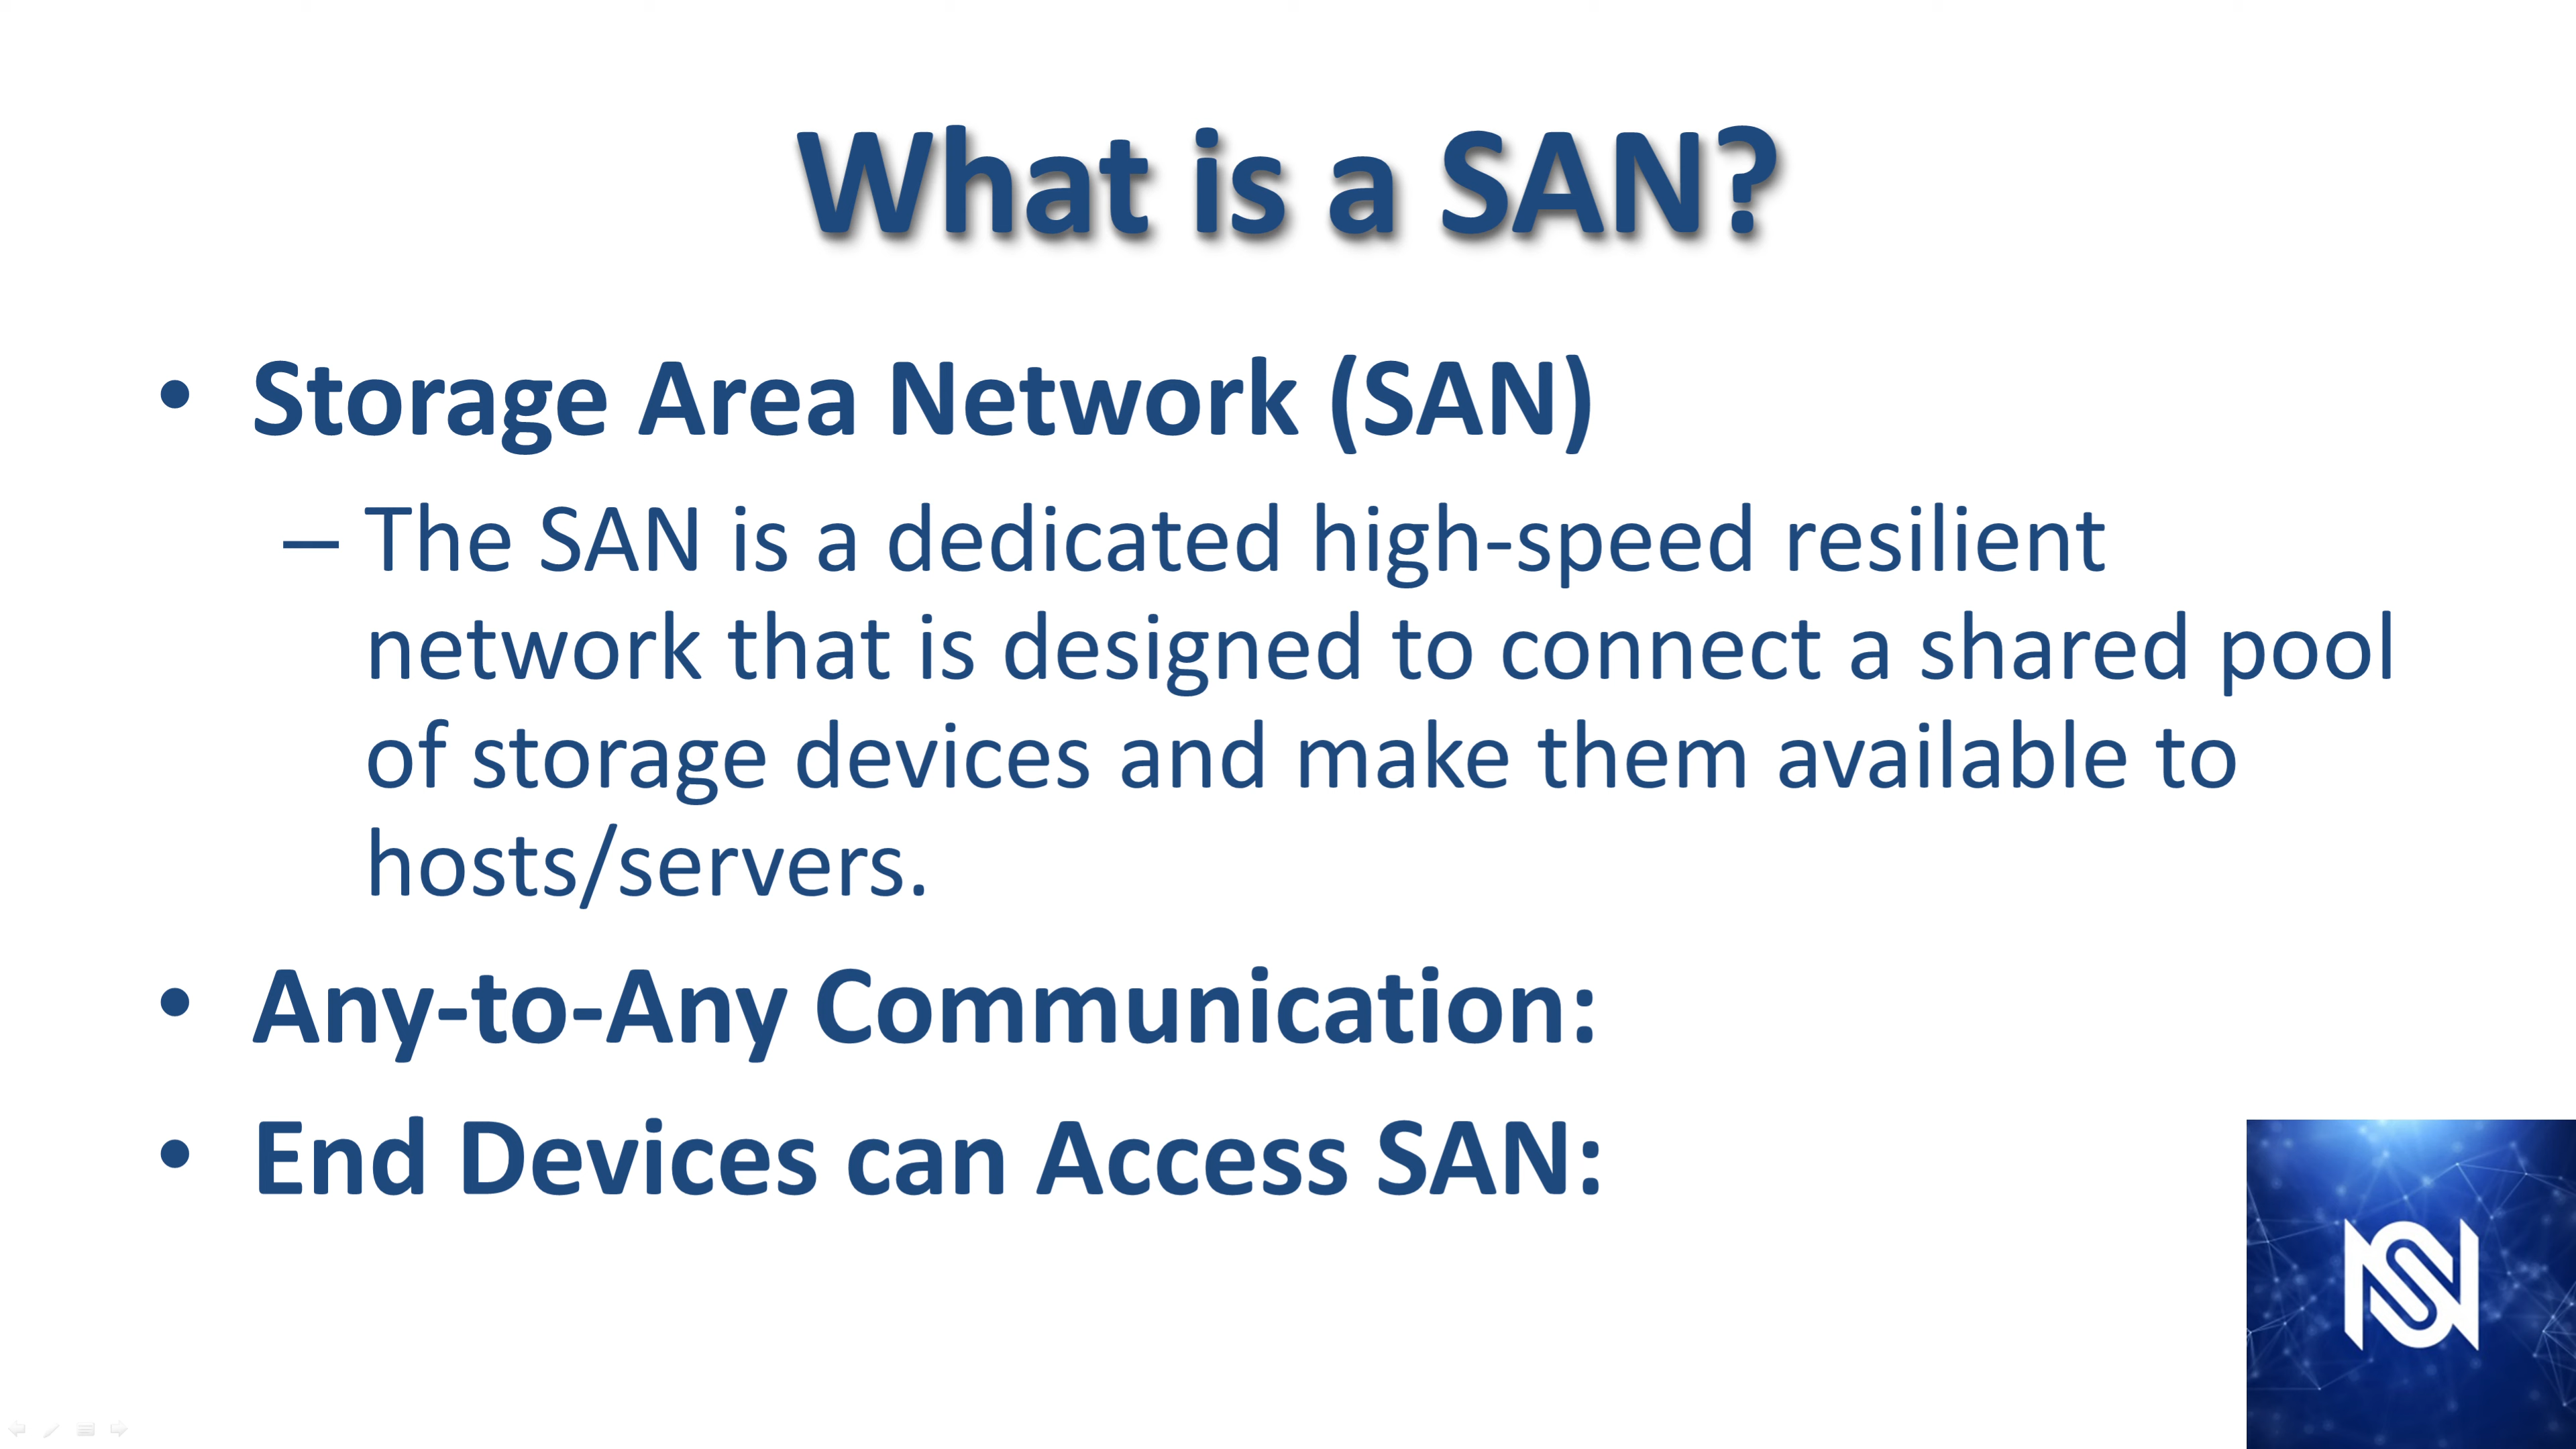 What is a SAN?
• Storage Area Network (SAN)
– The SAN is a dedicated high-speed resilient
network that is designed to connect a shared pool
of storage devices and make them available to
hosts/servers.
• Any-to-Any Communication:
• End Devices can Access SAN:
NS